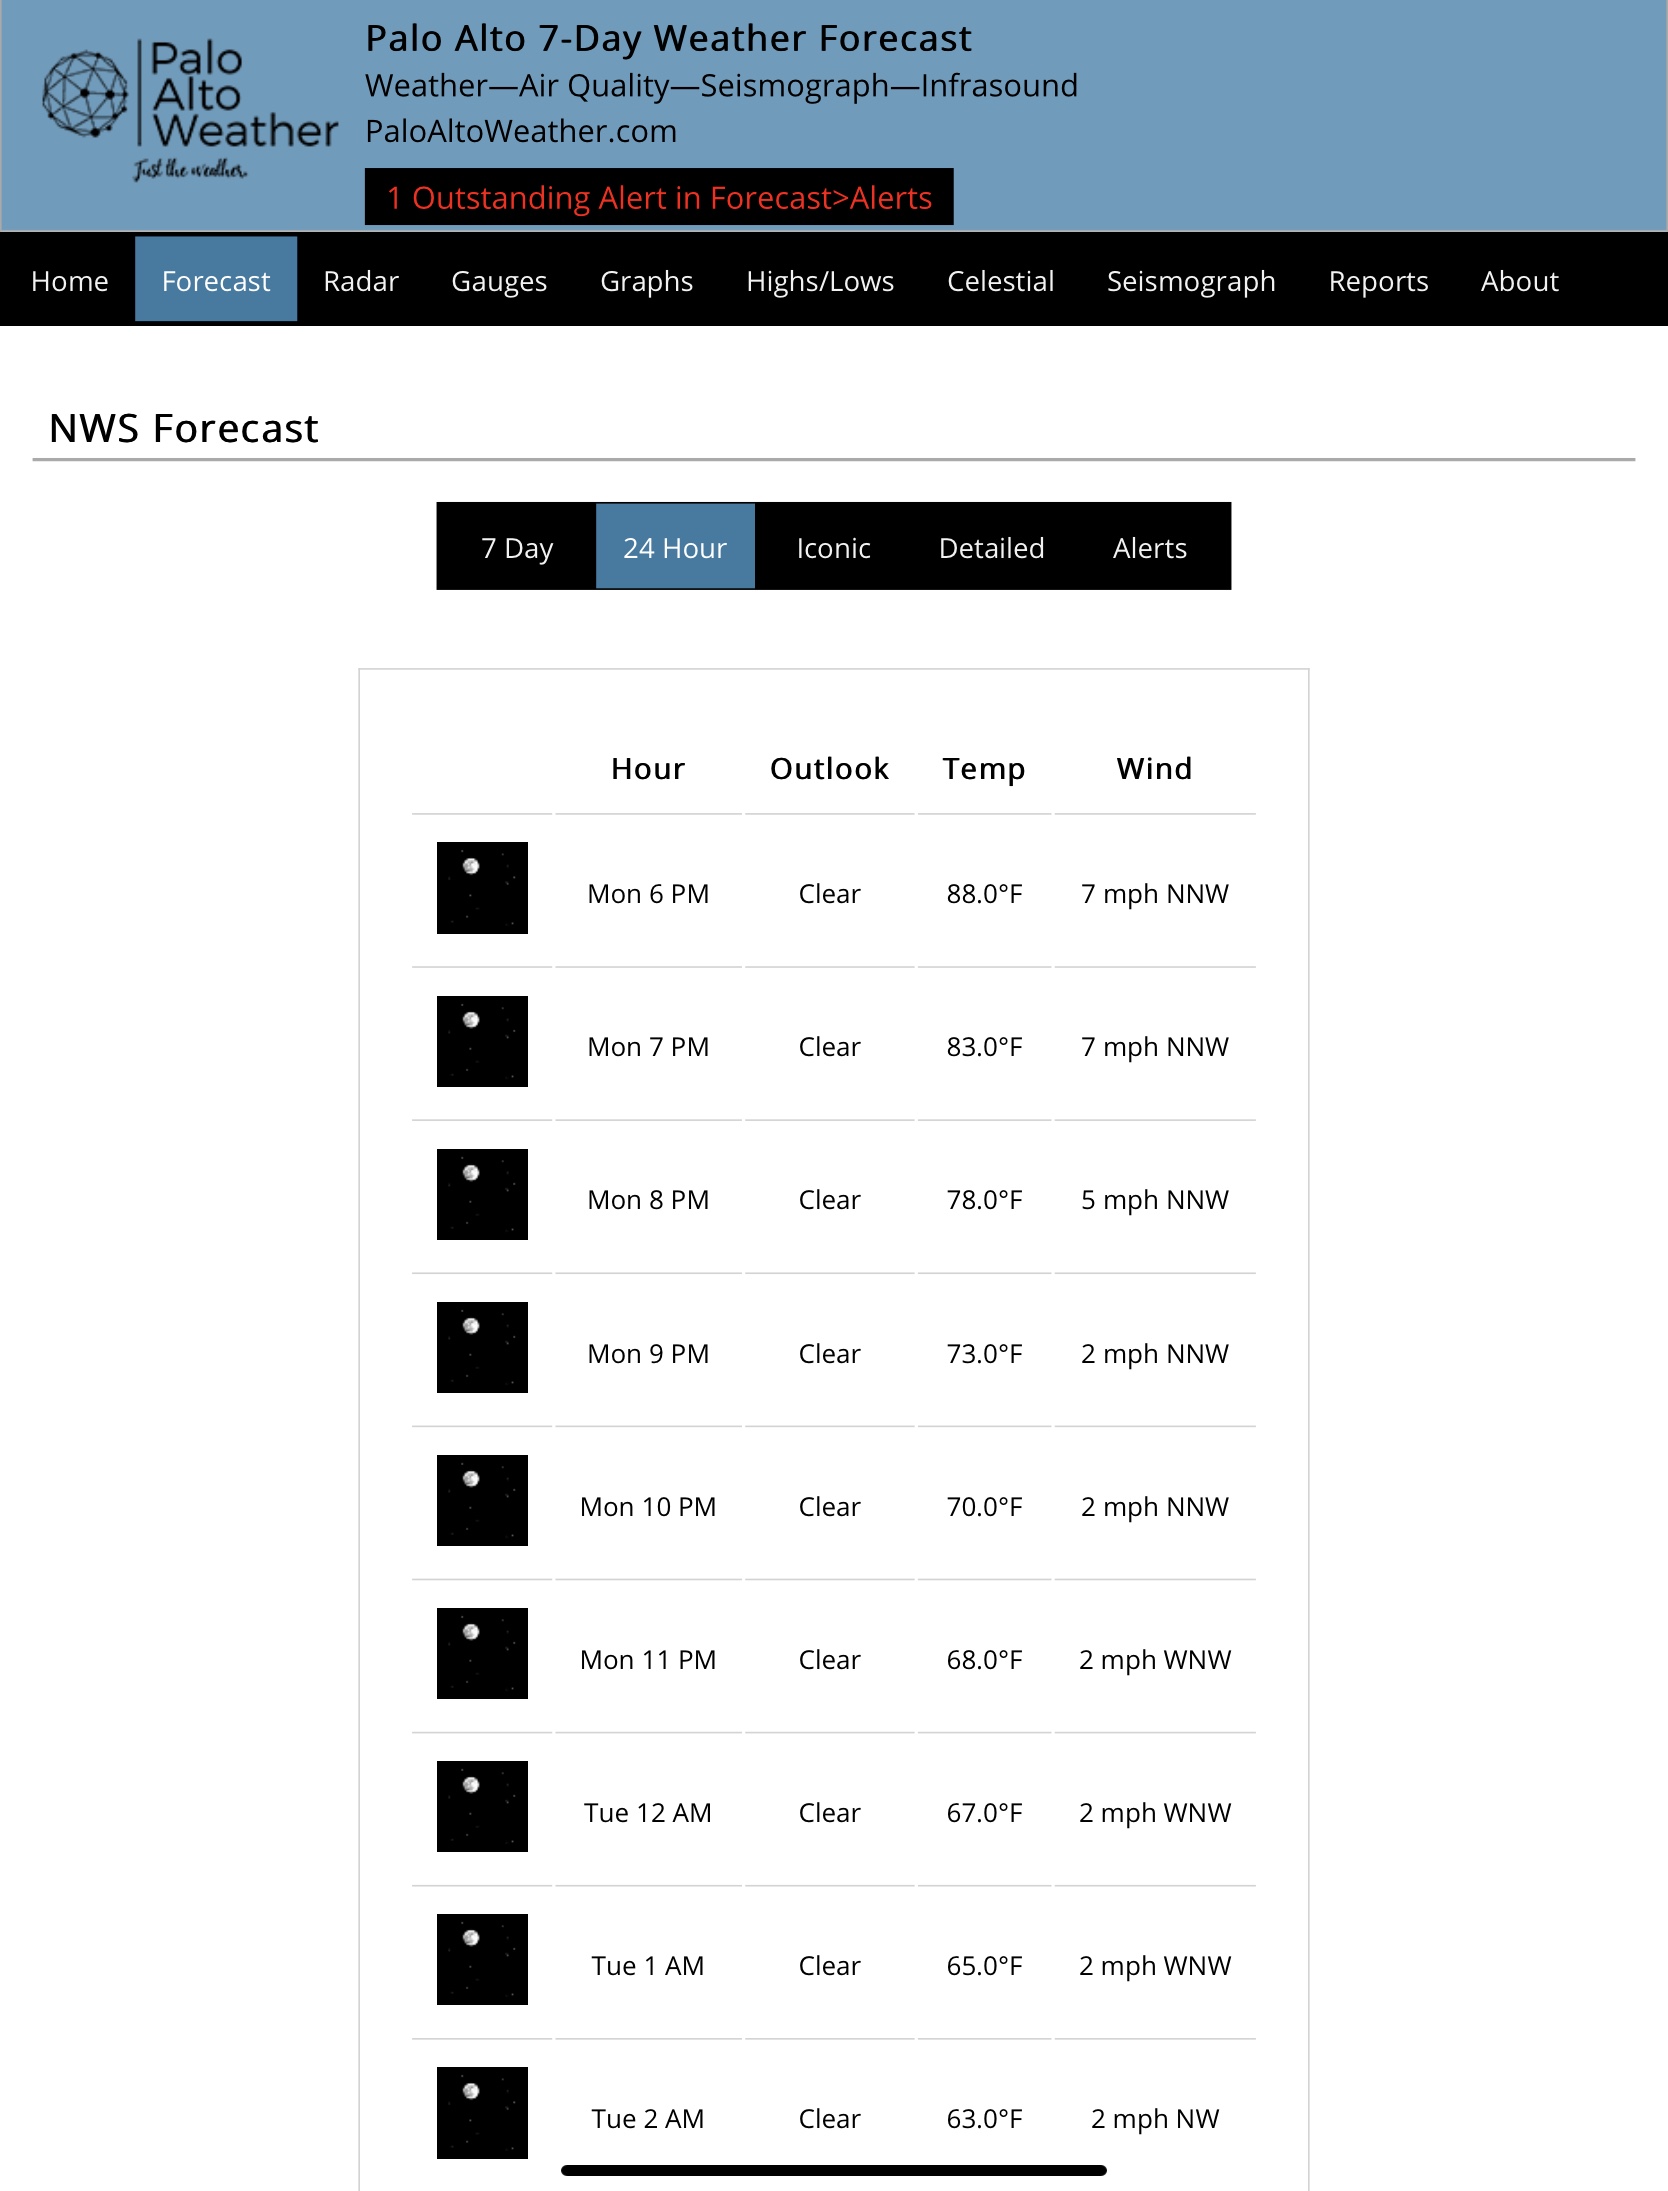 Palo
Alto
Weather
Just the weather.
Palo Alto 7-Day Weather Forecast
Weather—Air Quality—Seismograph—Infrasound
PaloAltoWeather.com
1 Outstanding Alert in Forecast>Alerts
Home Forecast Radar Gauges Graphs Highs/Lows Celestial Seismograph Reports About
NWS Forecast
7 Day 24 Hour Iconic Detailed Alerts
Hour Outlook Temp Wind
Mon 6 PM Clear 88.0°F 7 mph NNW
Mon 7 PM Clear 83.0°F 7 mph NNW
Mon 8 PM Clear 78.0°F 5 mph NNW
Mon 9 PM Clear 73.0°F 2 mph NNW
Mon 10 PM Clear 70.0°F 2 mph NNW
Mon 11 PM Clear 68.0°F 2 mph WNW
Tue 12 AM Clear 67.0°F 2 mph WNW
Tue 1 AM Clear 65.0°F 2 mph WNW
Tue 2 AM Clear 63.0°F 2 mph NW